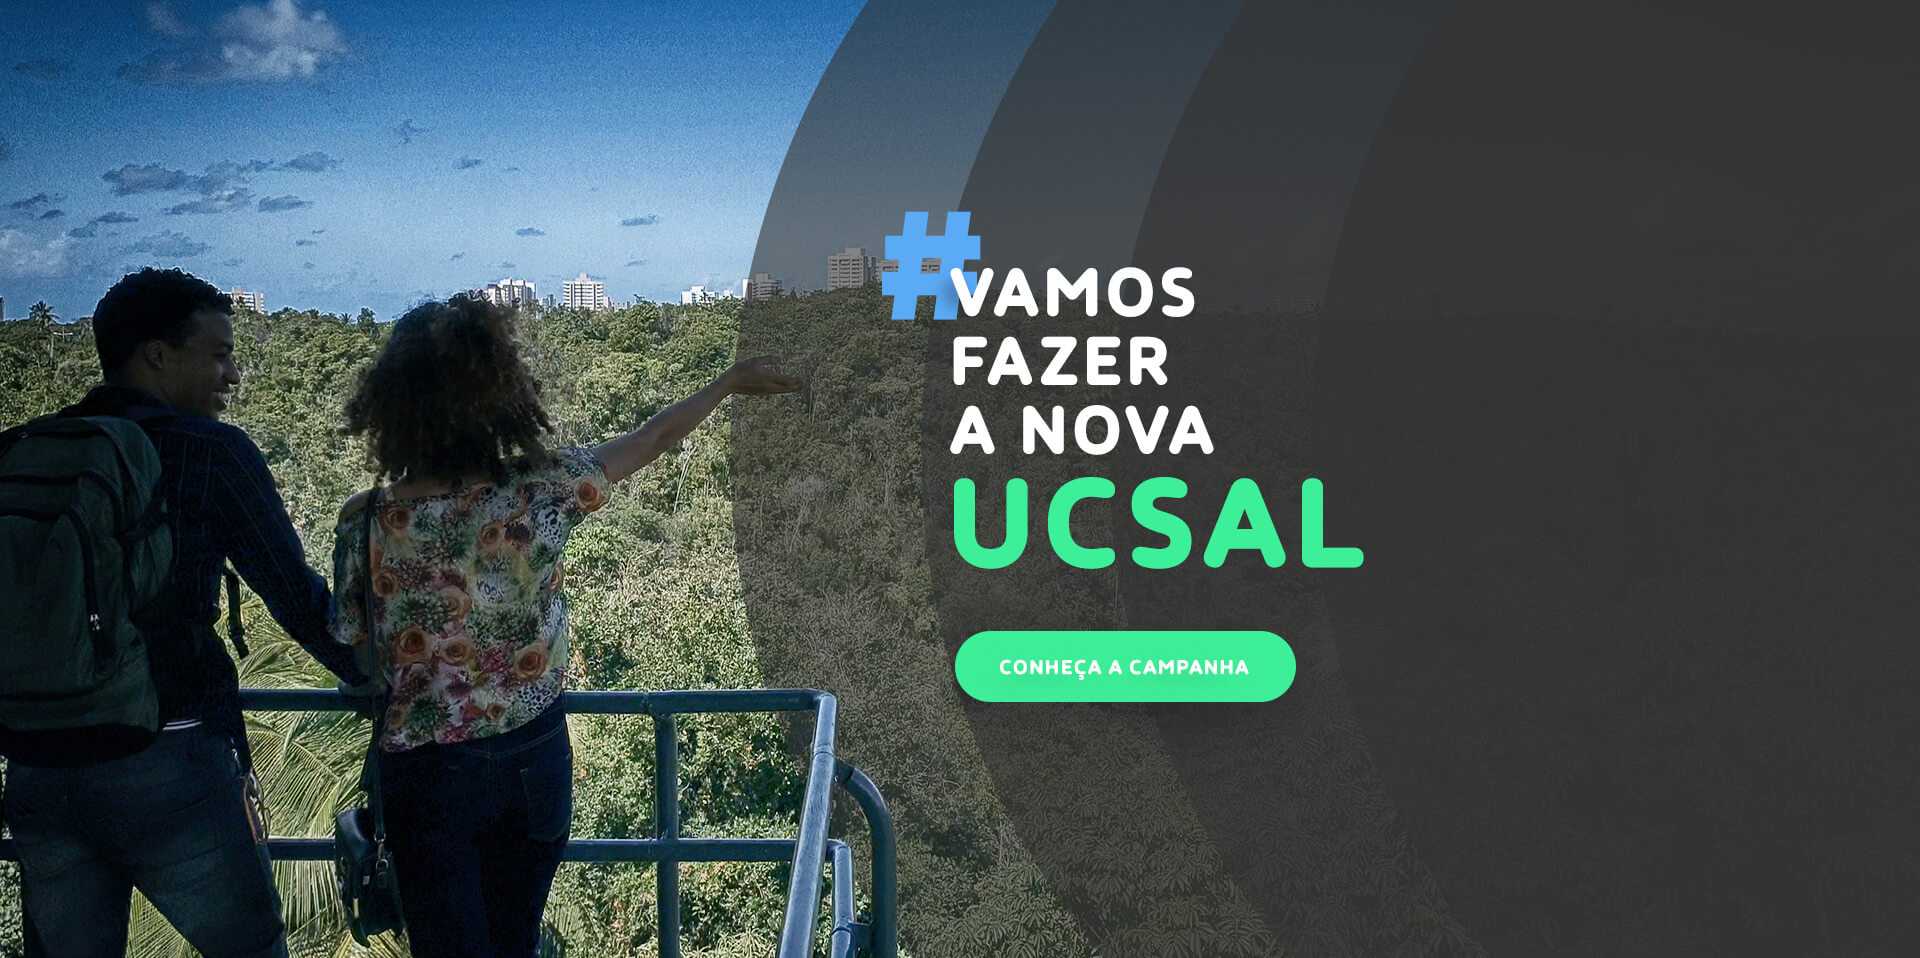 #VAMOS
FAZER
A NOVA
UCSAL
CONHEÇA A CAMPANHA